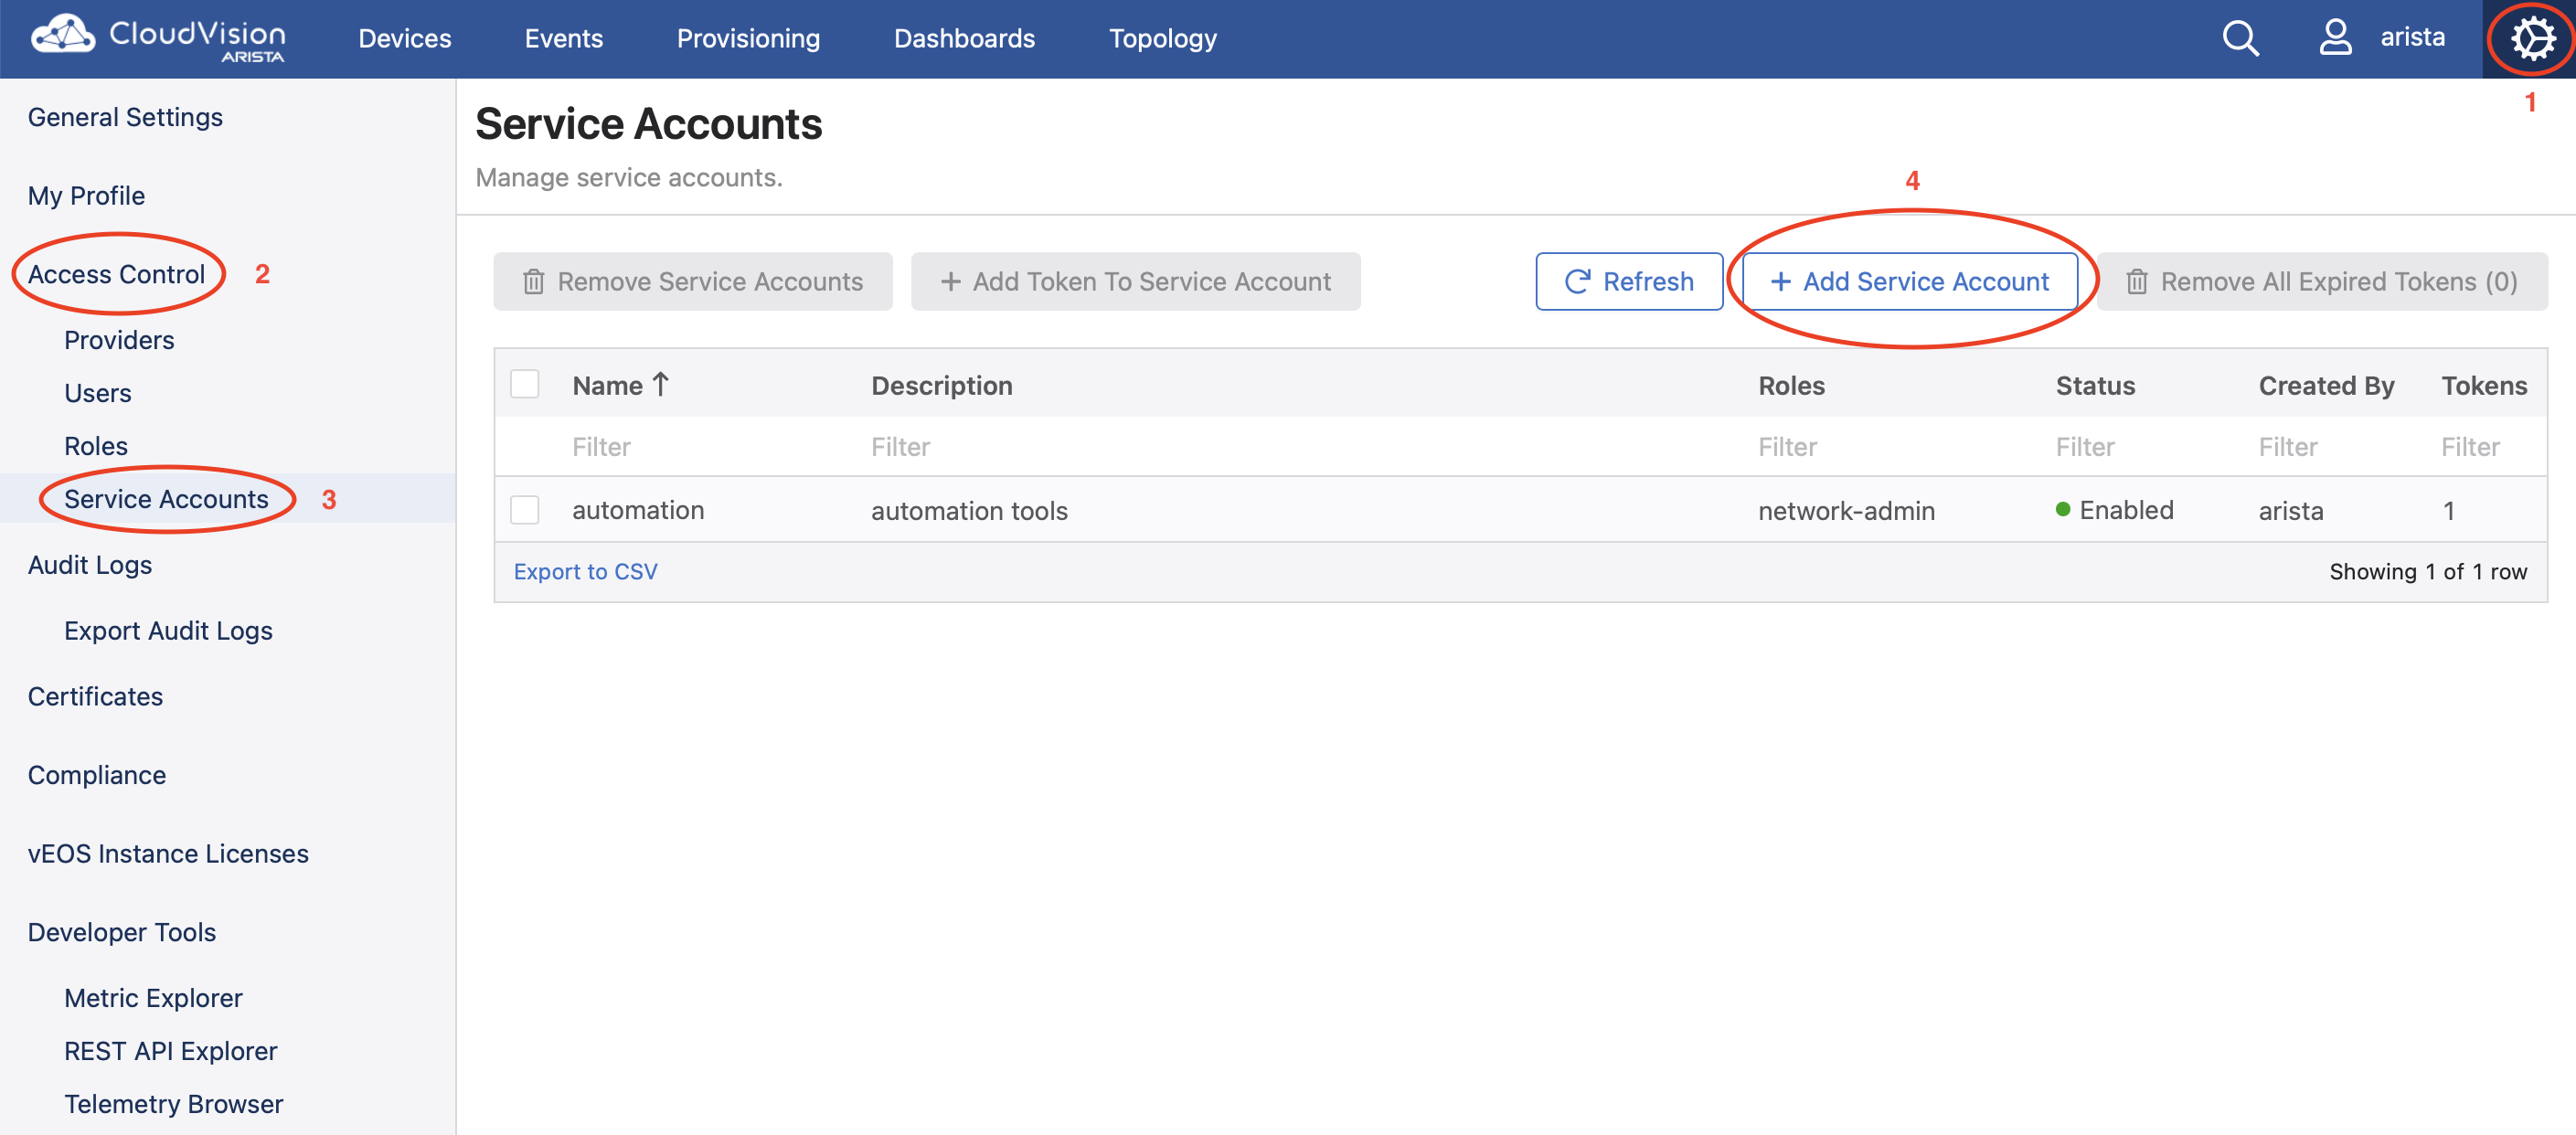 CloudVision
ARISTA
Devices
Events
Provisioning
Dashboards
Topology
arista
1
General Settings
My Profile
Access Control
2
Providers
Users
Roles
Service Accounts
3
Audit Logs
Export Audit Logs
Certificates
Compliance
vEOS Instance Licenses
Developer Tools
Metric Explorer
REST API Explorer
Telemetry Browser
Service Accounts
Manage service accounts.
4
Remove Service Accounts
+ Add Token To Service Account
Refresh
+ Add Service Account
Remove All Expired Tokens (0)
Name ↑ Description Roles Status Created By Tokens
Filter Filter Filter Filter Filter Filter
automation automation tools network-admin Enabled arista 1
Export to CSV
Showing 1 of 1 row